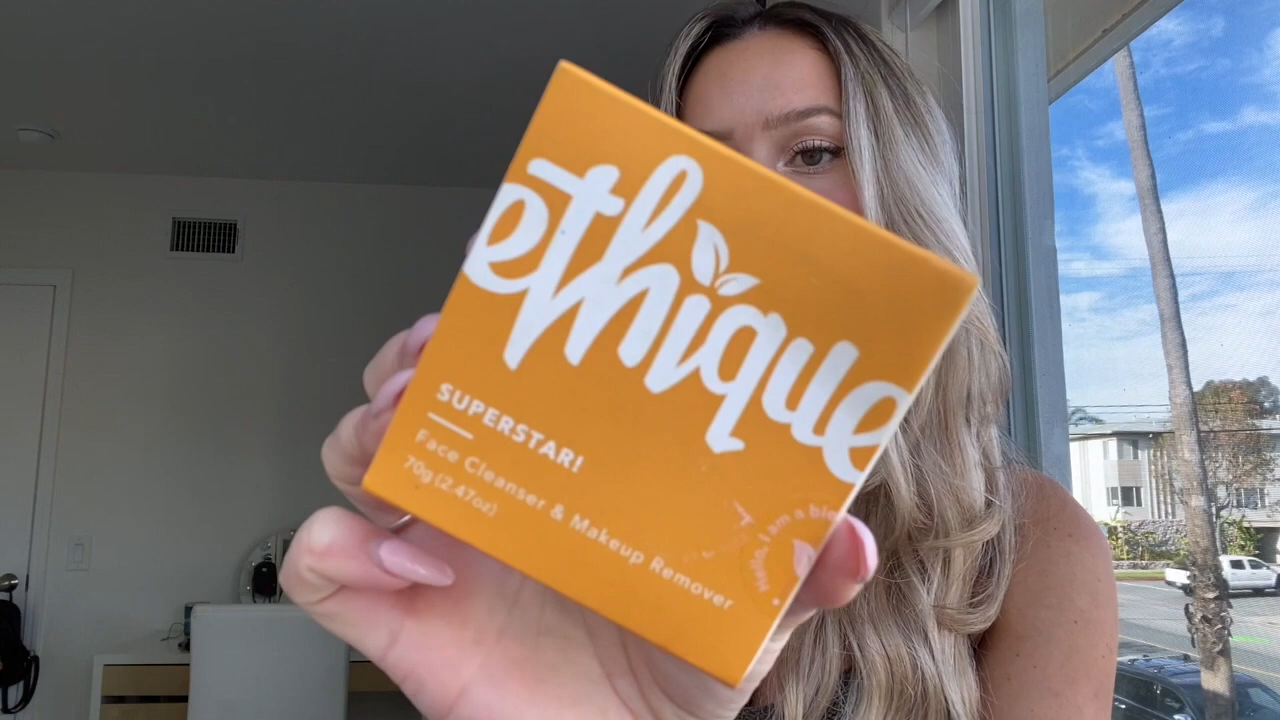 ethique
SUPERSTAR!
Face Cleanser & Makeup Remover
70g (2.47oz)
Hello, I am a